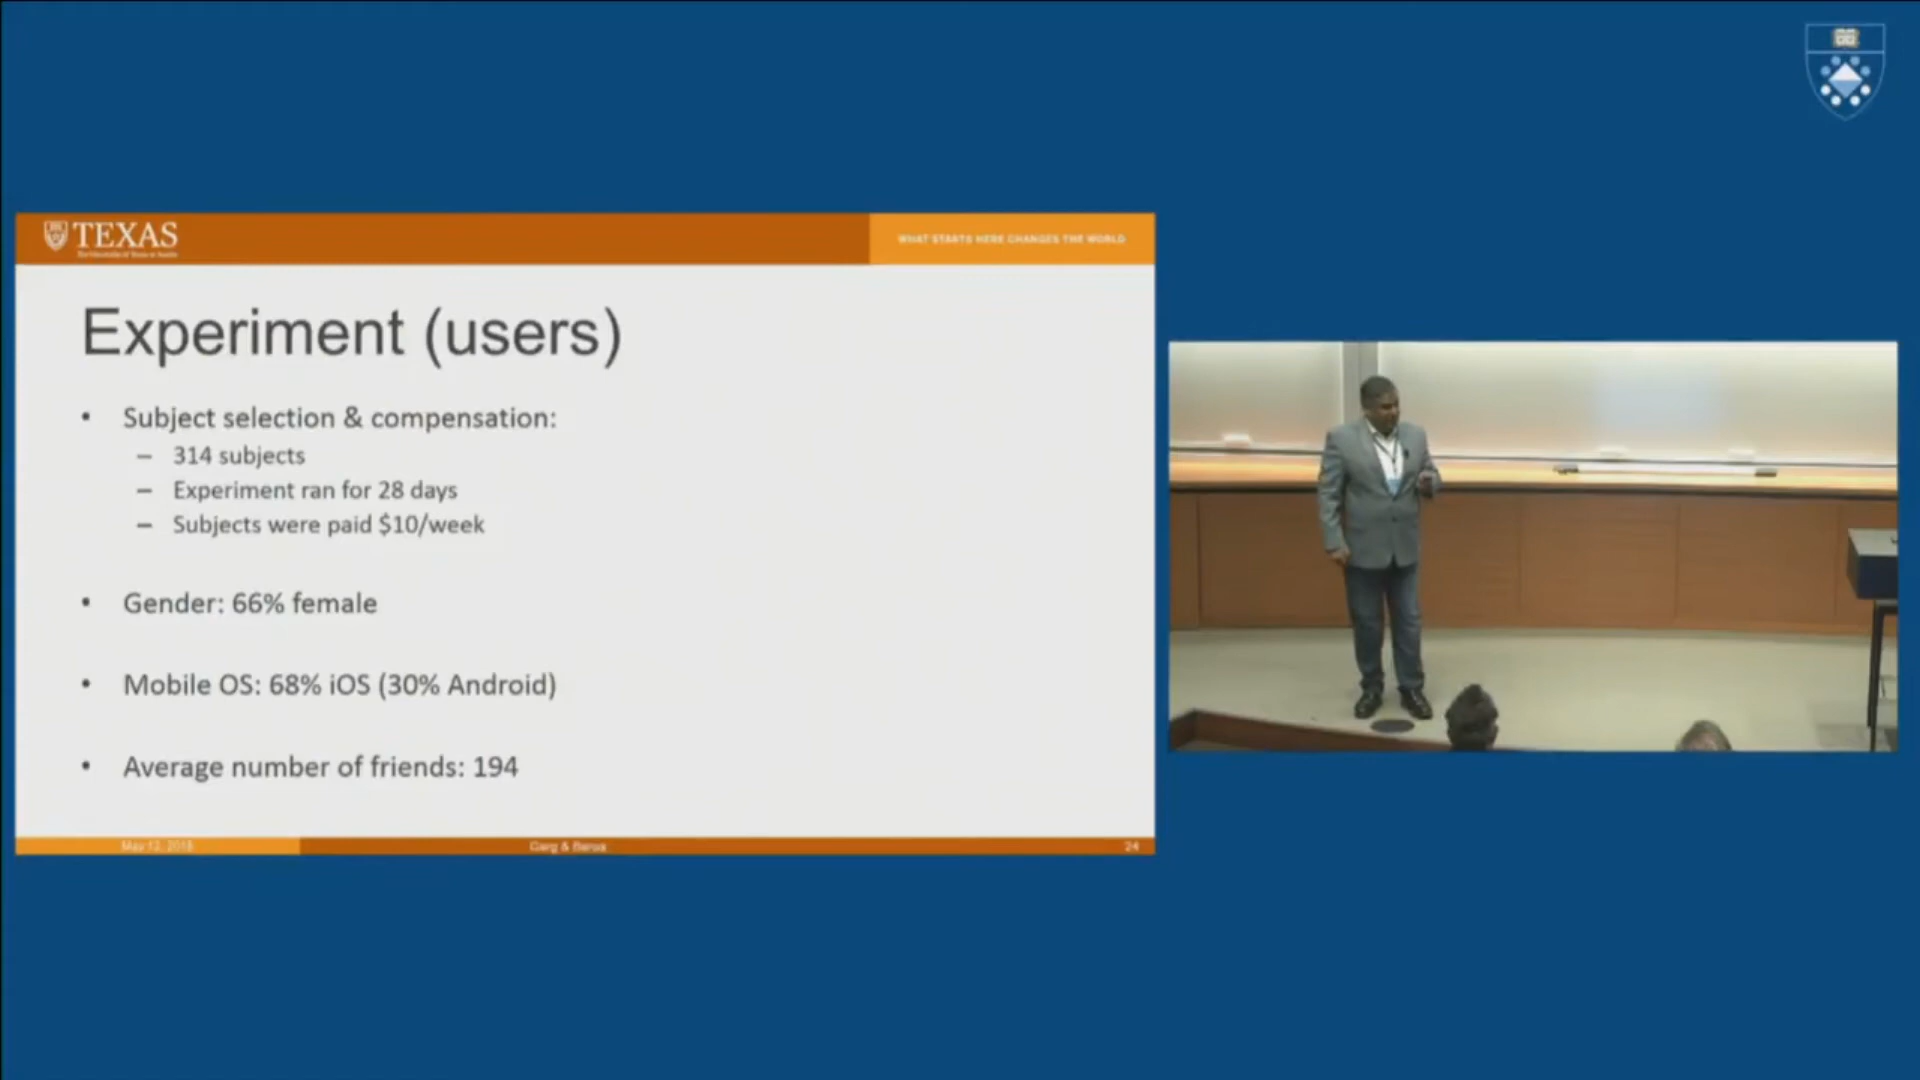 TEXAS
The University of Texas at Austin
WHAT STARTS HERE CHANGES THE WORLD
Experiment (users)
• Subject selection & compensation:
– 314 subjects
– Experiment ran for 28 days
– Subjects were paid $10/week
• Gender: 66% female
• Mobile OS: 68% iOS (30% Android)
• Average number of friends: 194
May 12, 2018
Garg & Barua
24